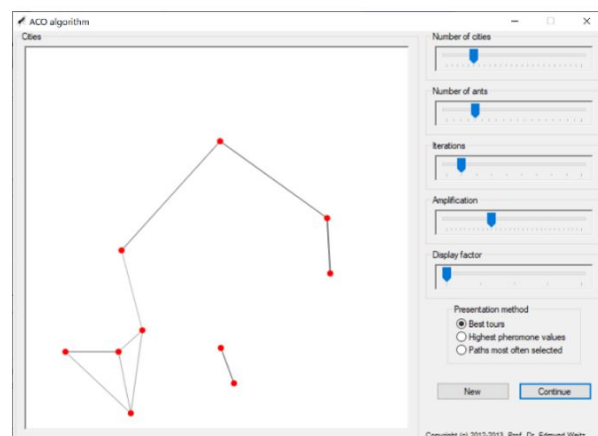 ACO algorithm
Cities
Number of cities
Number of ants
Iterations
Amplification
Display factor
Presentation method
Best tours
Highest pheromone values
Paths most often selected
New
Continue
Copyright (c) 2012-2013, Prof. Dr. Edmund Weitz